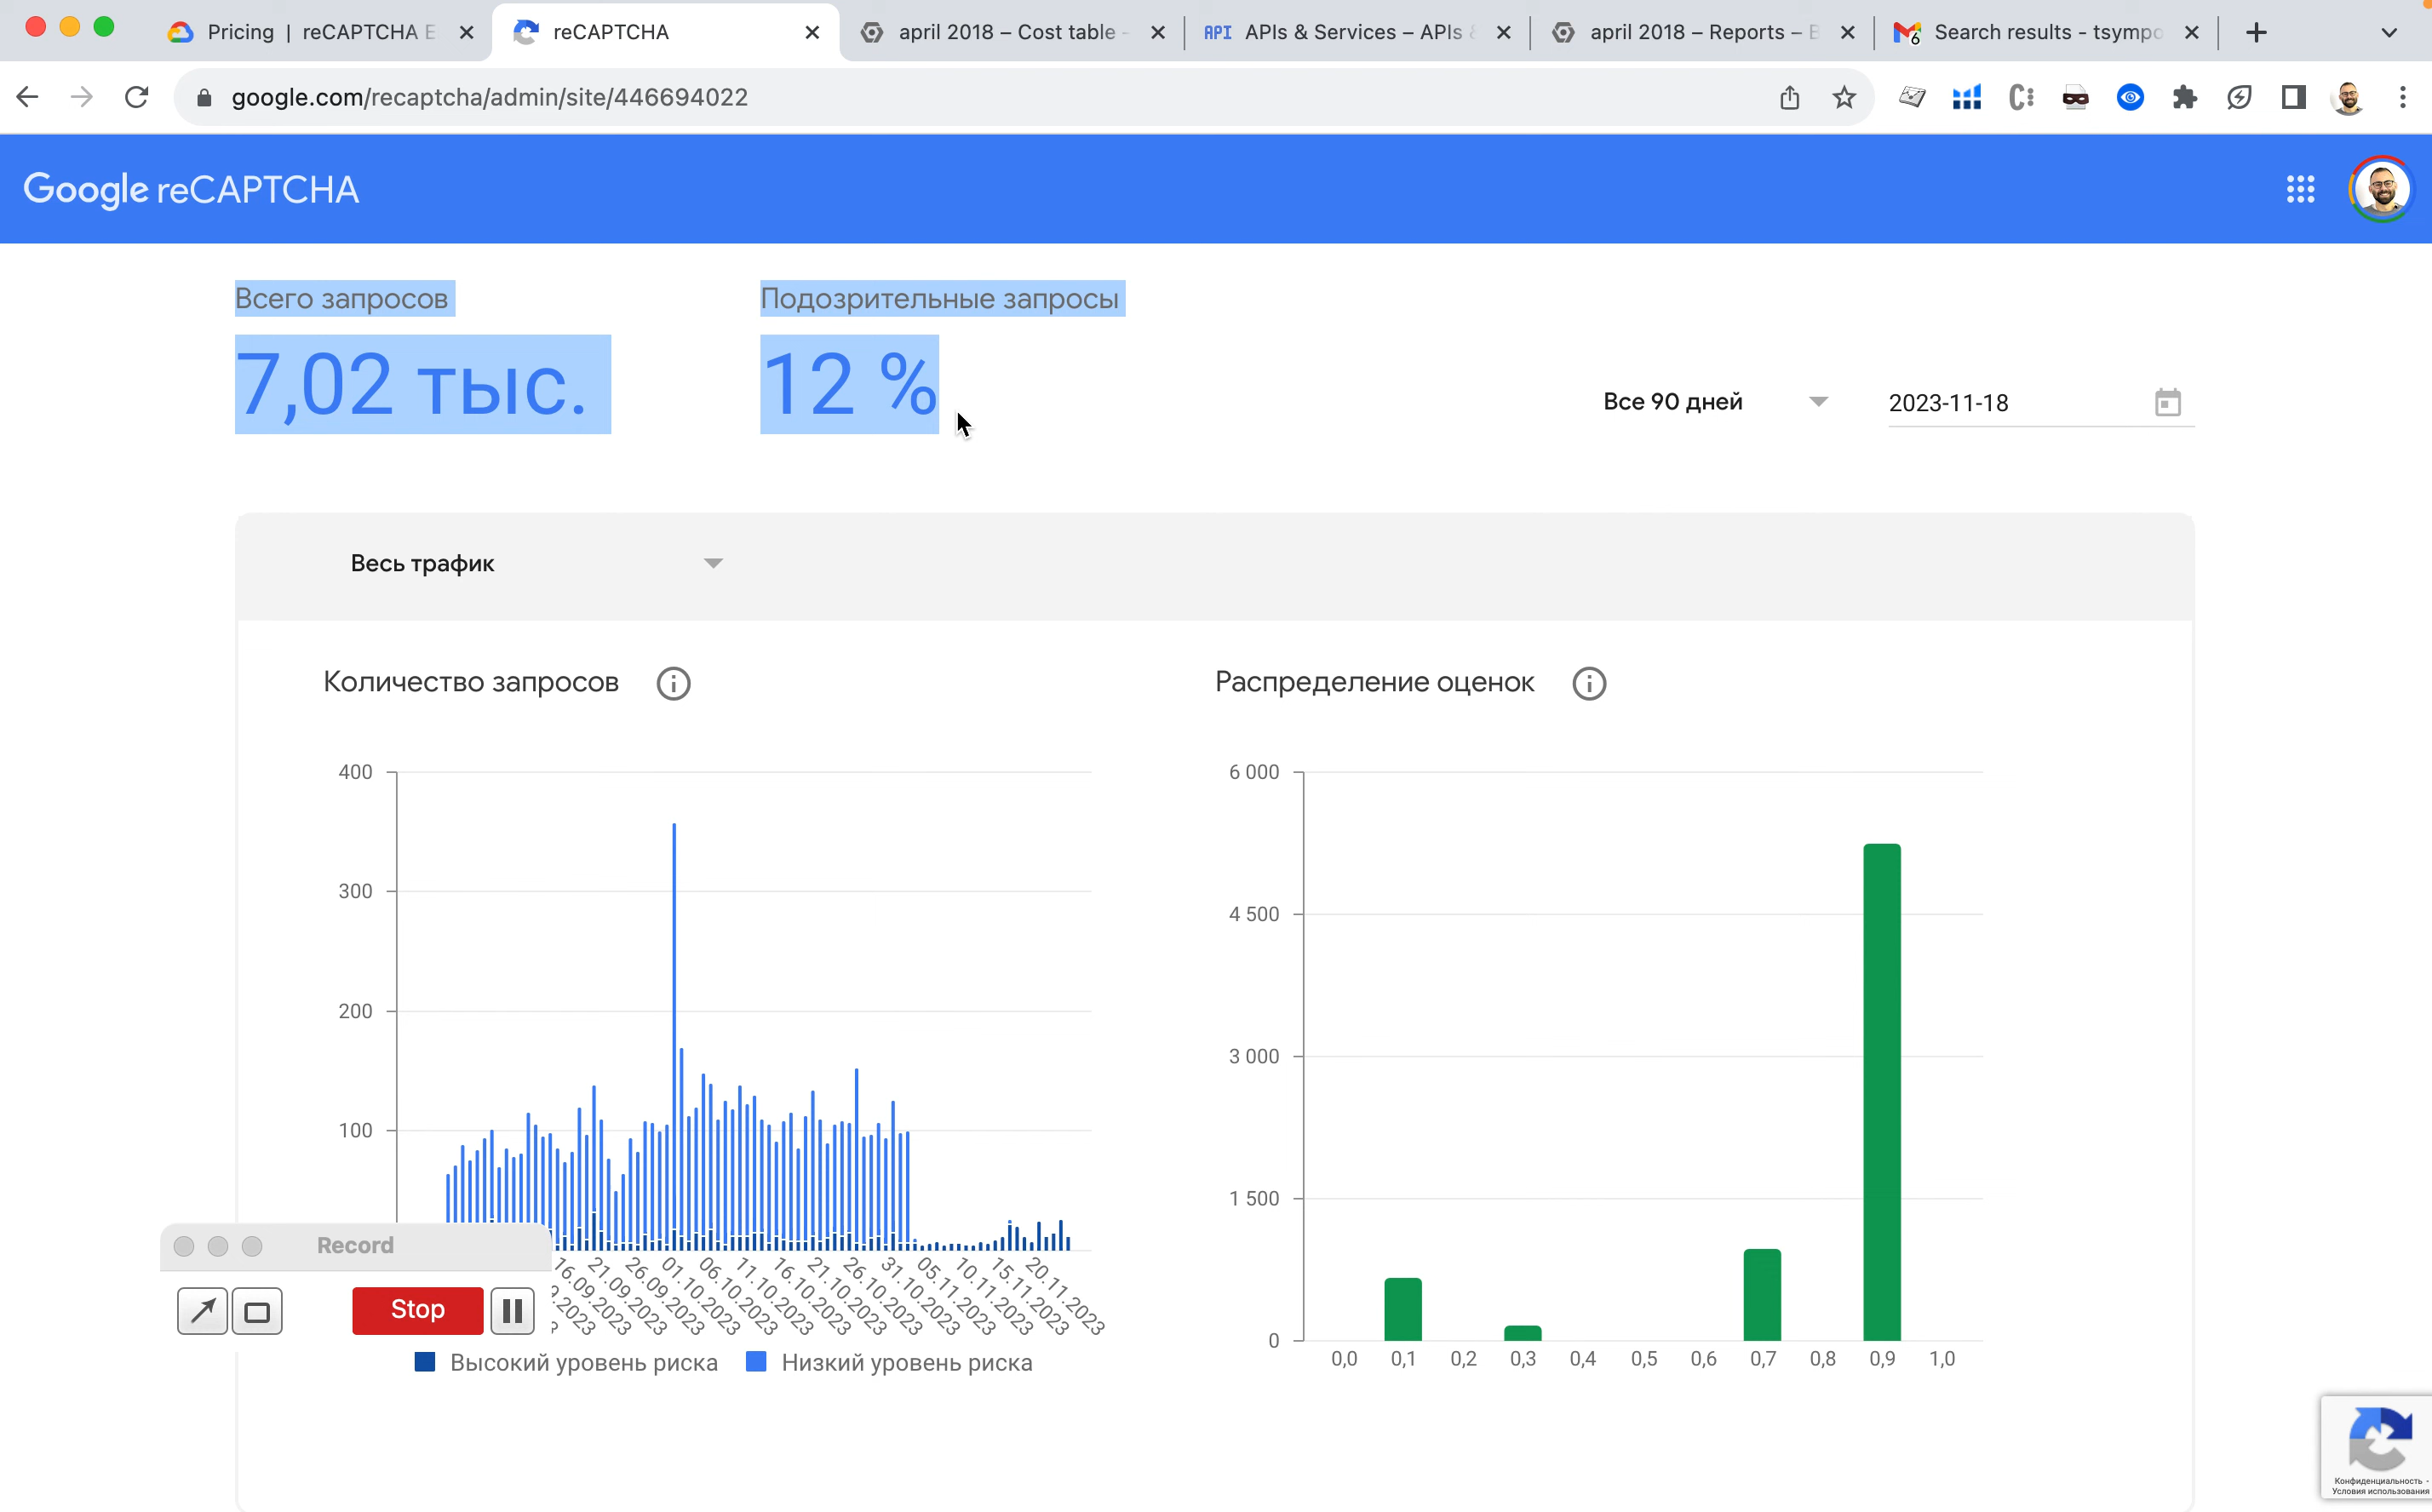 Pricing | reCAPTCHA E
reCAPTCHA
april 2018 – Cost table -
API APIs & Services – APIs &
april 2018 – Reports – B
Search results - tsympo
google.com/recaptcha/admin/site/446694022
Google reCAPTCHA
Всего запросов
Подозрительные запросы
7,02 тыс.
12 %
Все 90 дней
2023-11-18
Весь трафик
Количество запросов
Распределение оценок
400
300
200
100
6 000
4 500
3 000
1 500
0
16.09.2023
21.09.2023
26.09.2023
01.10.2023
06.10.2023
11.10.2023
16.10.2023
21.10.2023
26.10.2023
31.10.2023
05.11.2023
10.11.2023
15.11.2023
20.11.2023
0,0 0,1 0,2 0,3 0,4 0,5 0,6 0,7 0,8 0,9 1,0
Высокий уровень риска
Низкий уровень риска
Record
Stop
Конфиденциальность -
Условия использования